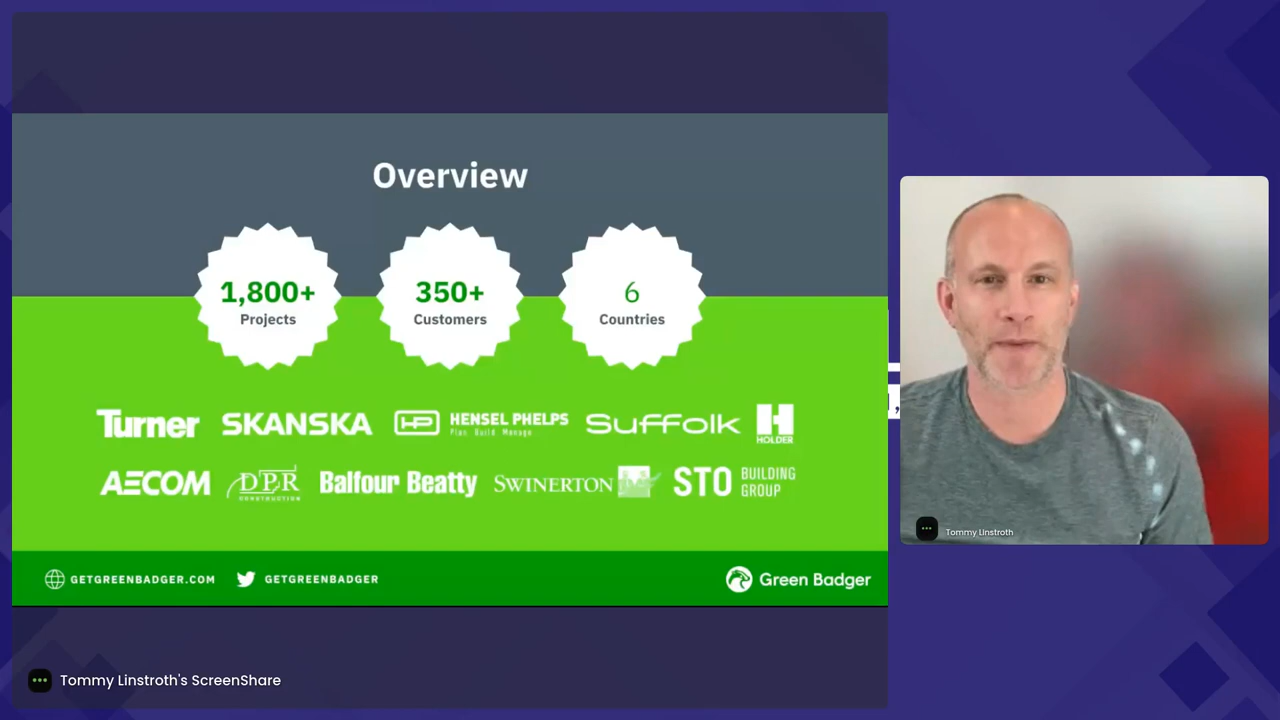 Overview
1,800+
Projects
350+
Customers
6
Countries
Turner
SKANSKA
HP
HENSEL PHELPS
Plan. Build. Manage.
Suffolk
H
HOLDER
AECOM
DPR
CONSTRUCTION
Balfour Beatty
SWINERTON
STO
BUILDING
GROUP
GETGREENBADGER.COM
GETGREENBADGER
Green Badger
Tommy Linstroth
Tommy Linstroth's ScreenShare